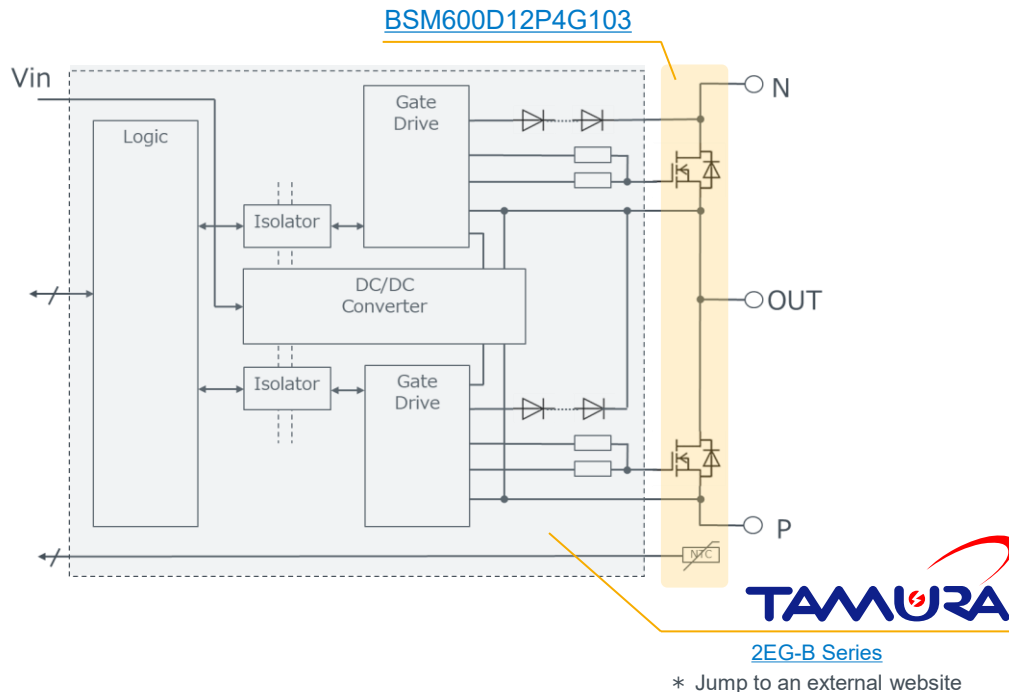 BSM600D12P4G103
Vin
N
Gate
Drive
Logic
Isolator
DC/DC
Converter
OUT
Isolator
Gate
Drive
P
NTC
TAMURA
2EG-B Series
* Jump to an external website